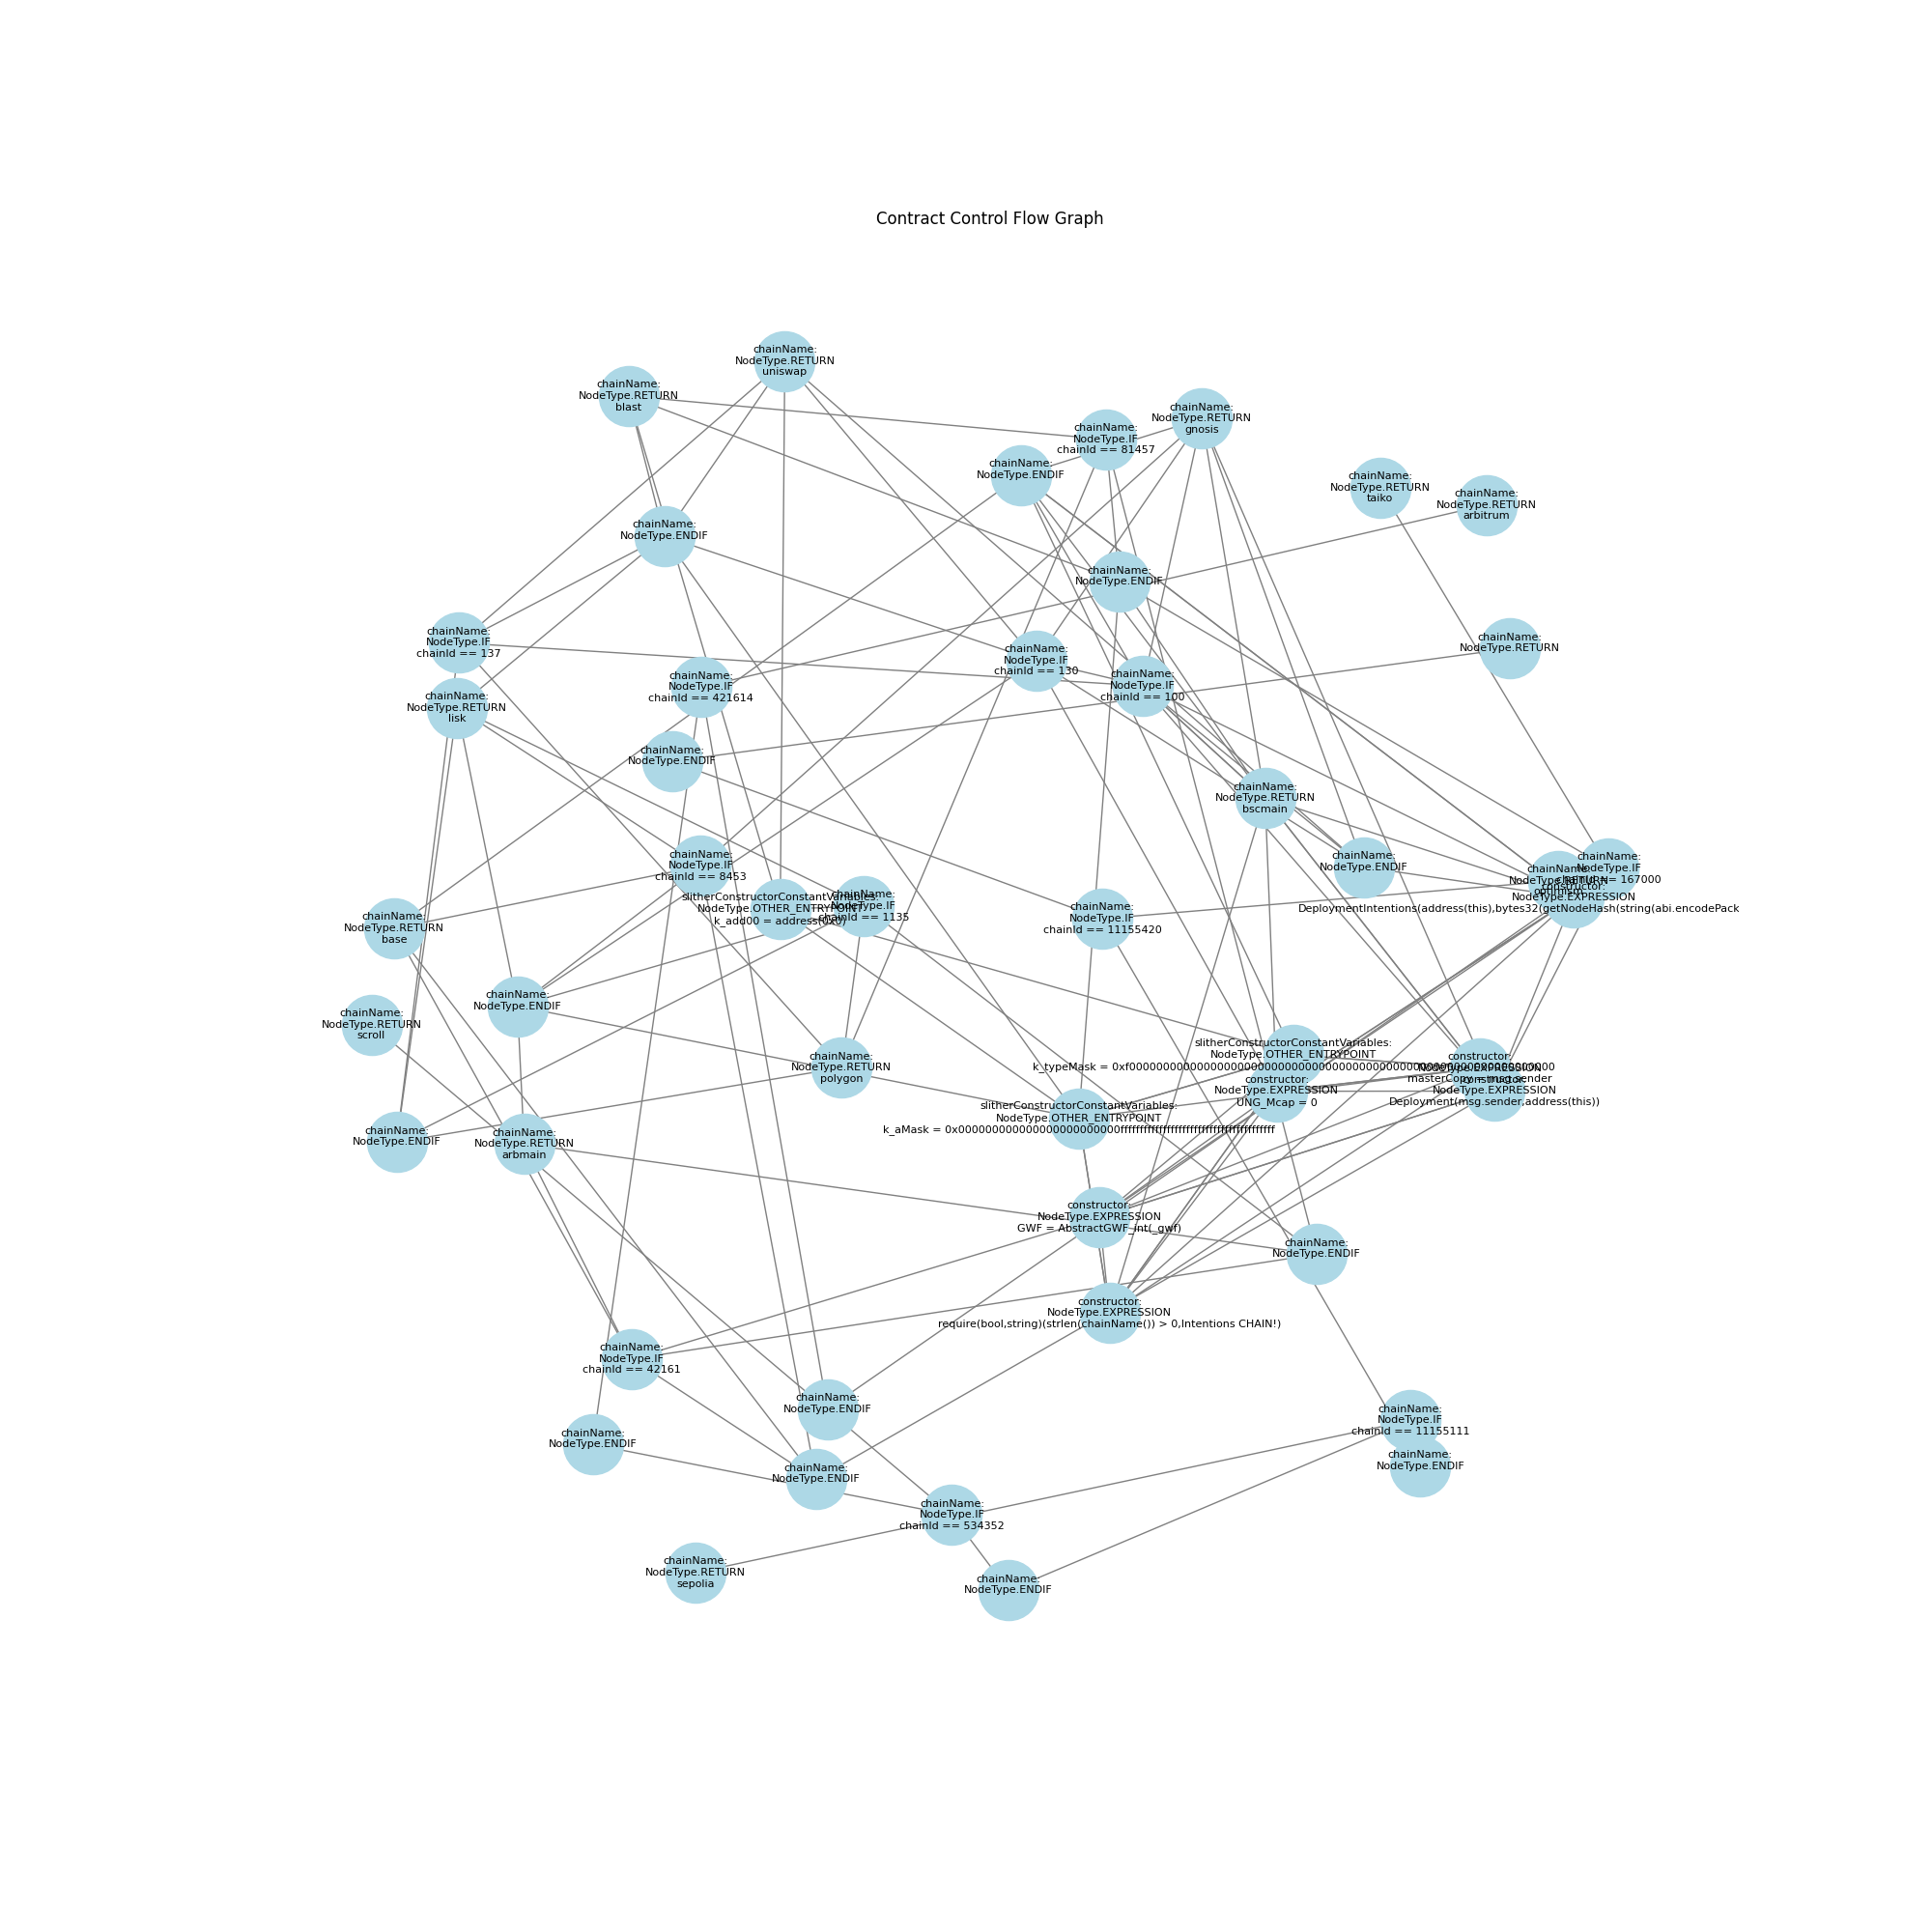 Contract Control Flow Graph
chainName:
NodeType.RETURN
uniswap
chainName:
NodeType.RETURN
blast
chainName:
NodeType.RETURN
gnosis
chainName:
NodeType.IF
chainId == 81457
chainName:
NodeType.ENDIF
chainName:
NodeType.RETURN
taiko
chainName:
NodeType.RETURN
arbitrum
chainName:
NodeType.ENDIF
chainName:
NodeType.ENDIF
chainName:
NodeType.IF
chainId == 137
chainName:
NodeType.RETURN
chainName:
NodeType.IF
chainId == 130
chainName:
NodeType.IF
chainId == 421614
chainName:
NodeType.IF
chainId == 100
chainName:
NodeType.RETURN
lisk
chainName:
NodeType.ENDIF
chainName:
NodeType.RETURN
bscmain
chainName:
NodeType.IF
chainId == 8453
chainName:
NodeType.ENDIF
chainName:
NodeType.IF
chainId == 167000
chainName:
NodeType.RETURN
optimism
constructor:
NodeType.EXPRESSION
DeploymentIntentions(address(this),bytes32(getNodeHash(string(abi.encodePack
slitherConstructorConstantVariables:
NodeType.OTHER_ENTRYPOINT
k_add00 = address(0x0)
chainName:
NodeType.IF
chainId == 1135
chainName:
NodeType.IF
chainId == 11155420
chainName:
NodeType.RETURN
base
chainName:
NodeType.ENDIF
chainName:
NodeType.RETURN
scroll
slitherConstructorConstantVariables:
NodeType.OTHER_ENTRYPOINT
constructor:
NodeType.EXPRESSION
masterCopy = msg.sender
constructor:
NodeType.EXPRESSION
Deployment(msg.sender,address(this))
chainName:
NodeType.RETURN
polygon
constructor:
NodeType.EXPRESSION
UNG_Mcap = 0
slitherConstructorConstantVariables:
NodeType.OTHER_ENTRYPOINT
k_aMask = 0x000000000000000000000000ffffffffffffffffffffffffffffffffffffffff
chainName:
NodeType.ENDIF
chainName:
NodeType.RETURN
arbmain
constructor:
NodeType.EXPRESSION
GWF = AbstractGWF_int(_gwf)
chainName:
NodeType.ENDIF
constructor:
NodeType.EXPRESSION
require(bool,string)(strlen(chainName()) > 0,Intentions CHAIN!)
chainName:
NodeType.IF
chainId == 42161
chainName:
NodeType.ENDIF
chainName:
NodeType.IF
chainId == 11155111
chainName:
NodeType.ENDIF
chainName:
NodeType.ENDIF
chainName:
NodeType.ENDIF
chainName:
NodeType.IF
chainId == 534352
chainName:
NodeType.RETURN
sepolia
chainName:
NodeType.ENDIF